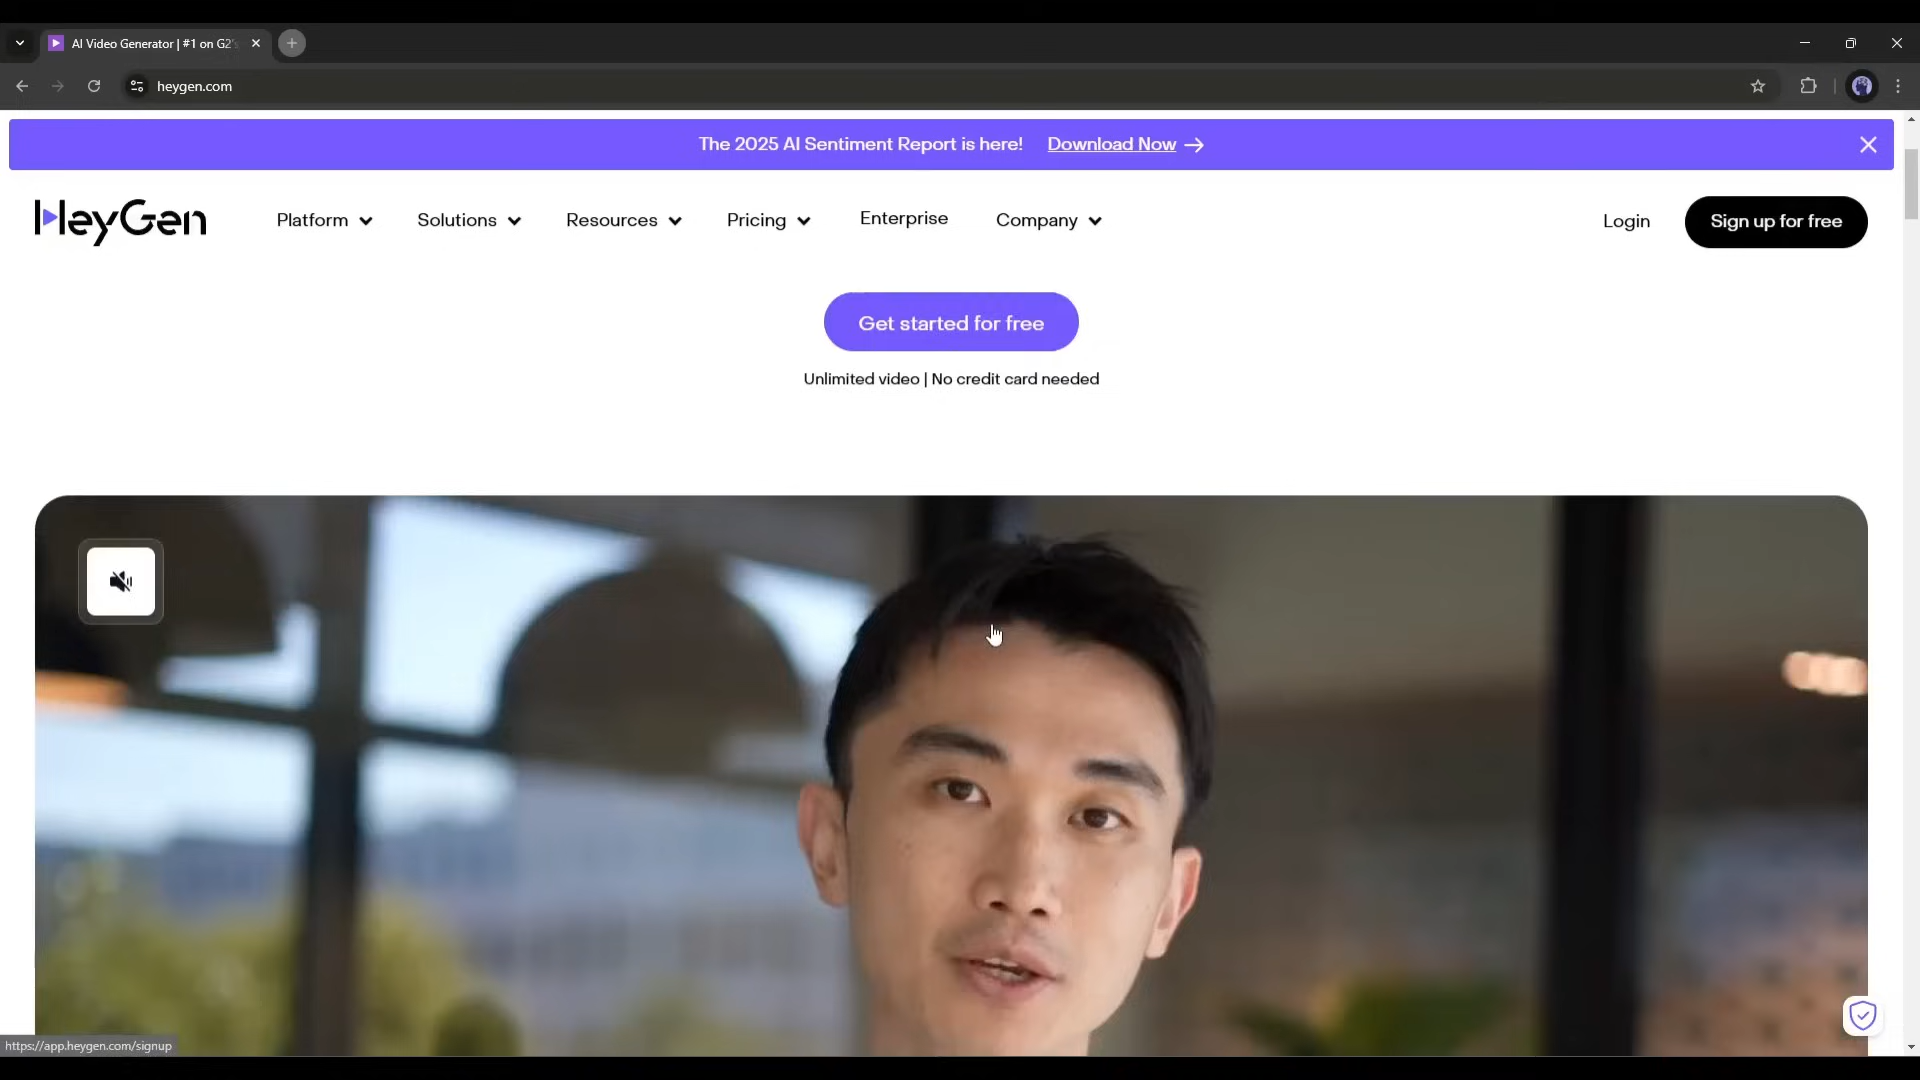 AI Video Generator | #1 on G2's
heygen.com
The 2025 AI Sentiment Report is here! Download Now →
HeyGen Platform Solutions Resources Pricing Enterprise Company Login Sign up for free
Get started for free
Unlimited video | No credit card needed
https://app.heygen.com/signup